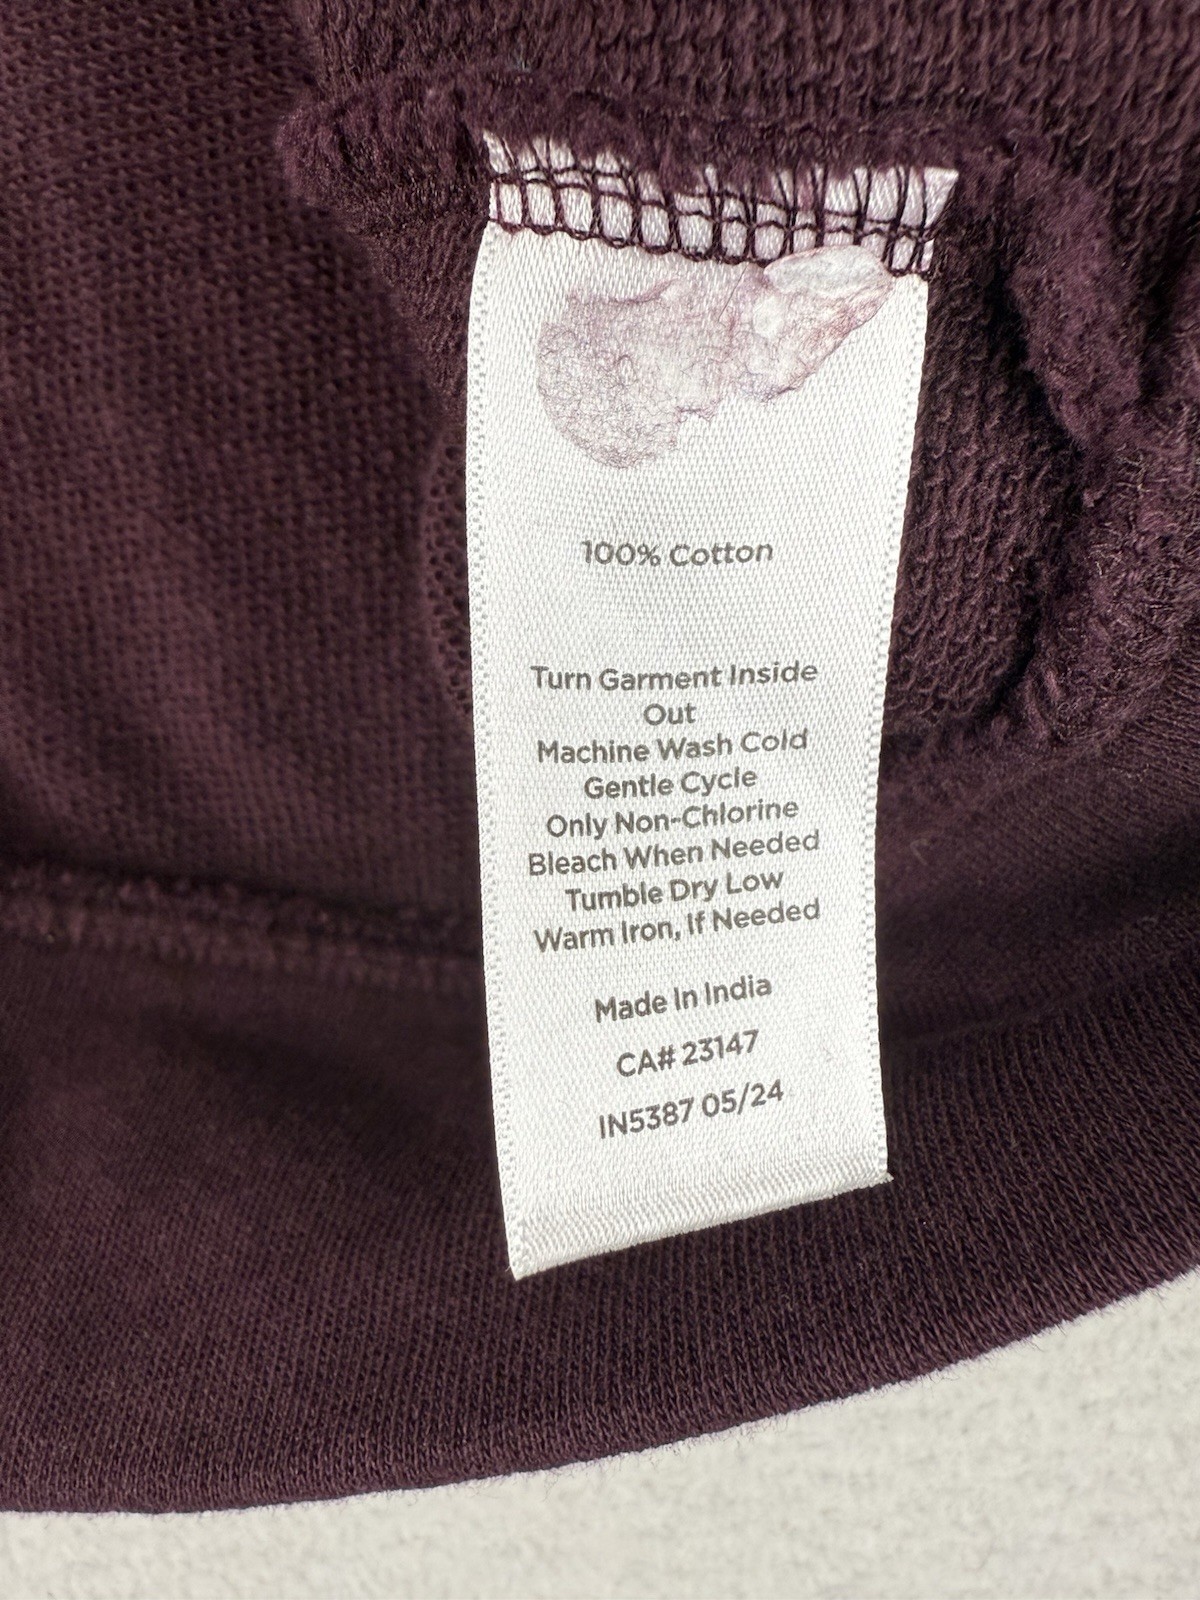 100% Cotton
Turn Garment Inside
Out
Machine Wash Cold
Gentle Cycle
Only Non-Chlorine
Bleach When Needed
Tumble Dry Low
Warm Iron, If Needed
Made In India
CA# 23147
IN5387 05/24